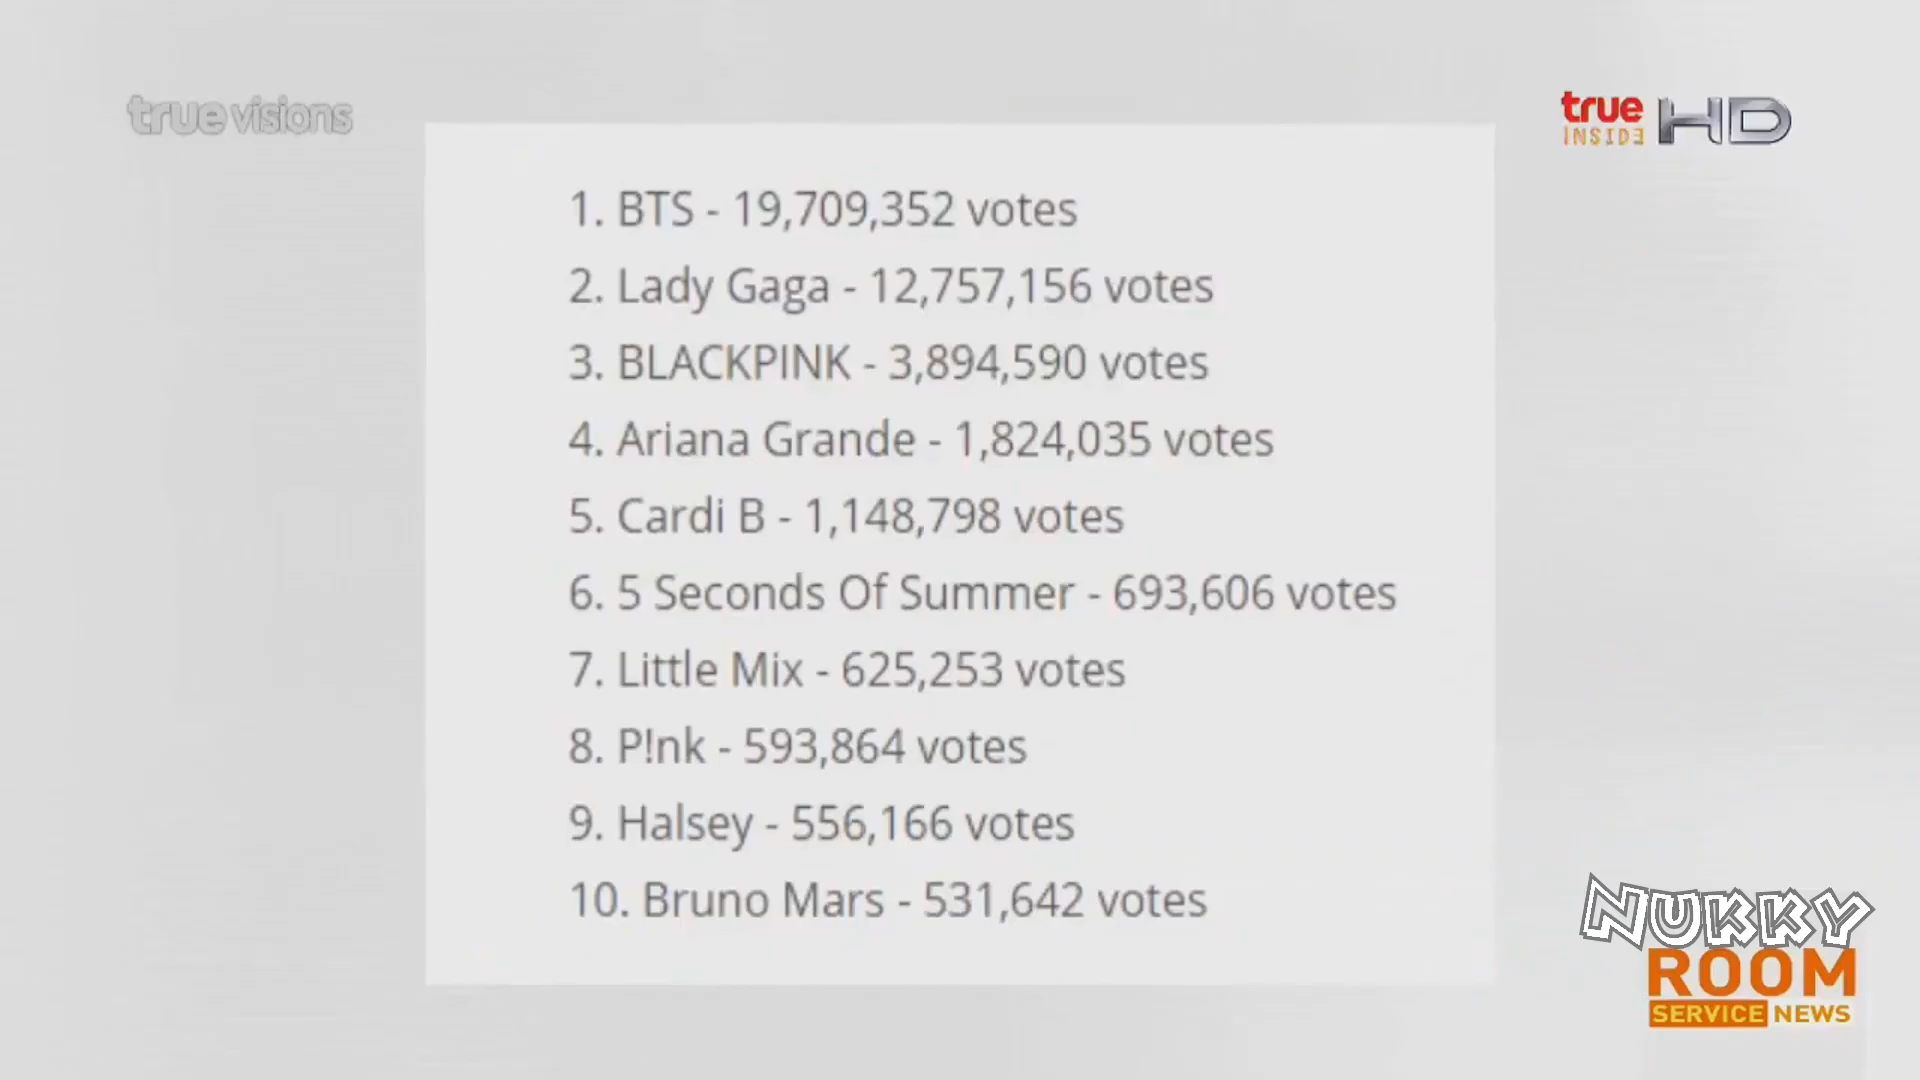 true visions
true HD
INSIDE
1. BTS - 19,709,352 votes
2. Lady Gaga - 12,757,156 votes
3. BLACKPINK - 3,894,590 votes
4. Ariana Grande - 1,824,035 votes
5. Cardi B - 1,148,798 votes
6. 5 Seconds Of Summer - 693,606 votes
7. Little Mix - 625,253 votes
8. P!nk - 593,864 votes
9. Halsey - 556,166 votes
10. Bruno Mars - 531,642 votes
NUKKY
ROOM
SERVICE NEWS